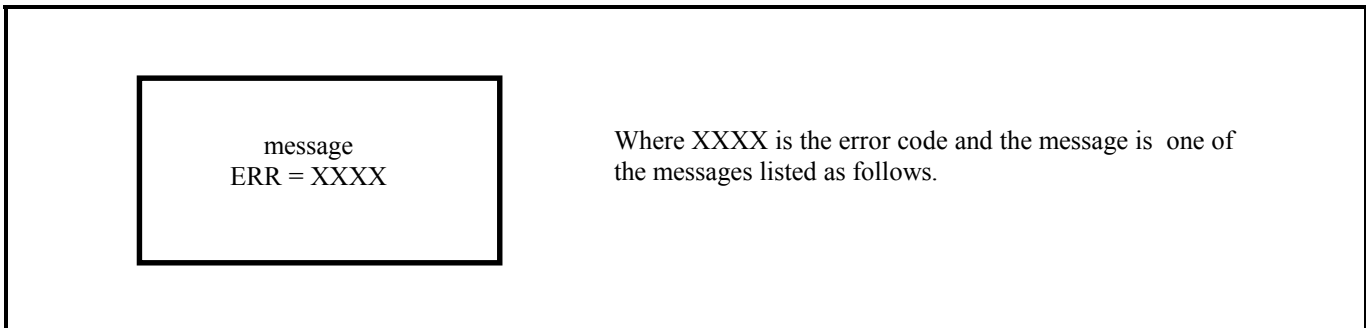 message
ERR = XXXX
Where XXXX is the error code and the message is one of
the messages listed as follows.